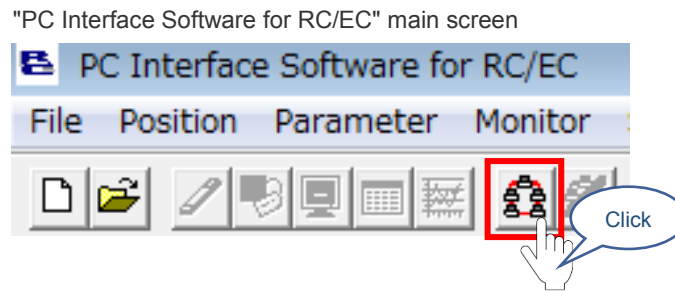 "PC Interface Software for RC/EC" main screen
PC Interface Software for RC/EC
File Position Parameter Monitor
Click